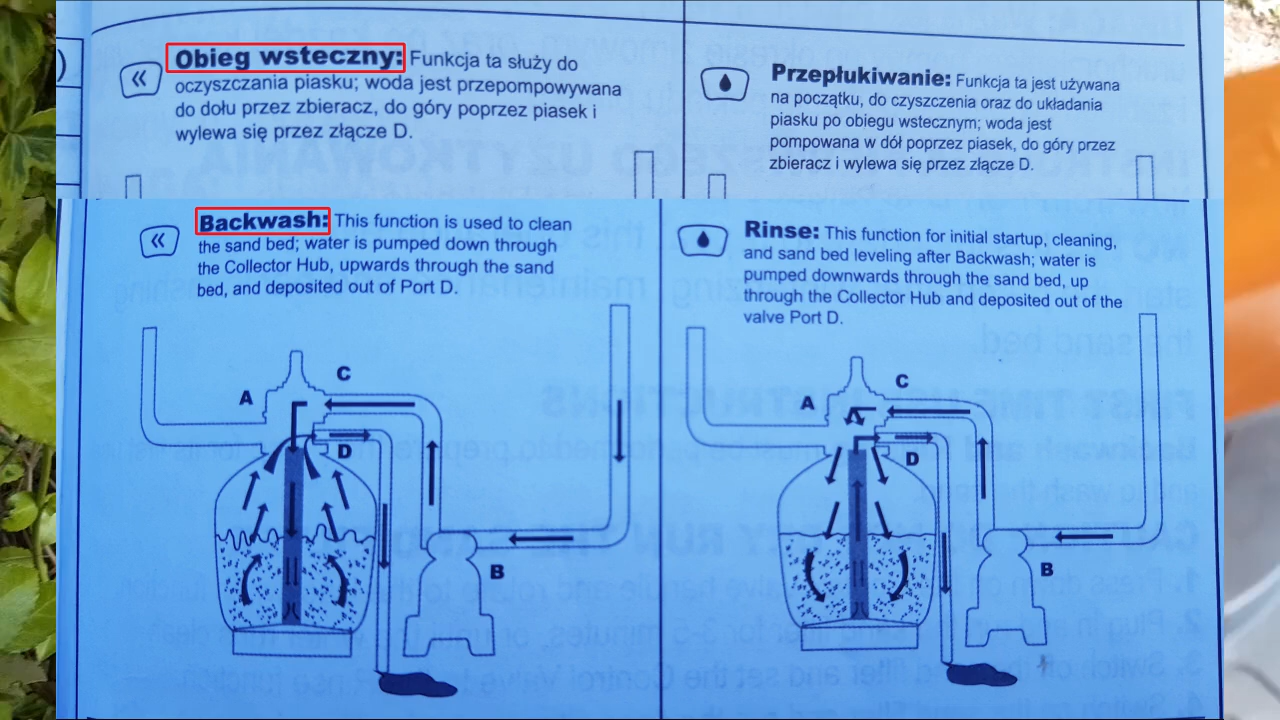 Obieg wsteczny: Funkcja ta służy do
oczyszczania piasku; woda jest przepompowywana
do dołu przez zbieracz, do góry poprzez piasek i
wylewa się przez złącze D.
Przepłukiwanie: Funkcja ta jest używana
na początku, do czyszczenia oraz do układania
piasku po obiegu wstecznym; woda jest
pompowana w dół poprzez piasek, do góry przez
zbieracz i wylewa się przez złącze D.
Backwash: This function is used to clean
the sand bed; water is pumped down through
the Collector Hub, upwards through the sand
bed, and deposited out of Port D.
Rinse: This function for initial startup, cleaning,
and sand bed leveling after Backwash; water is
pumped downwards through the sand bed, up
through the Collector Hub and deposited out of the
valve Port D.
A
C
D
B
A
C
D
B